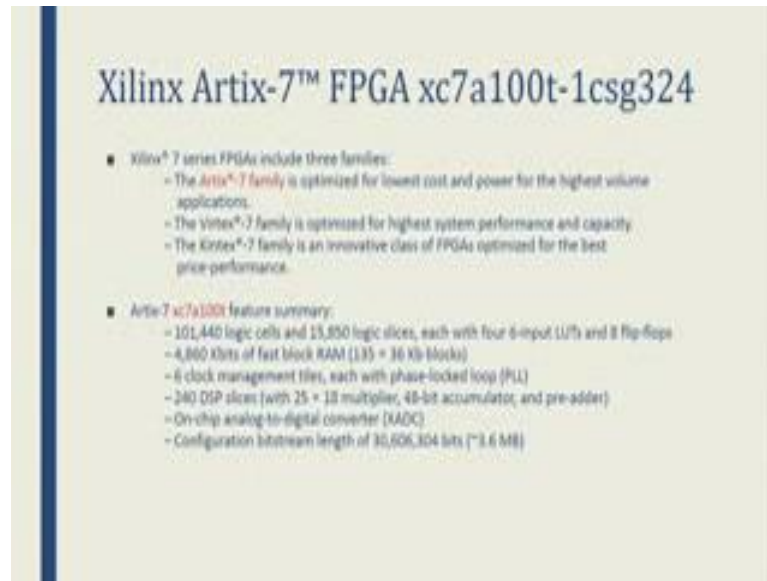 Xilinx Artix-7™ FPGA xc7a100t-1csg324
▪ Xilinx® 7 series FPGAs include three families:
– The Artix®-7 family is optimized for lowest cost and power for the highest volume
applications.
– The Virtex®-7 family is optimized for highest system performance and capacity.
– The Kintex®-7 family is an innovative class of FPGAs optimized for the best
price-performance.
▪ Artix-7 xc7a100t feature summary:
– 101,440 logic cells and 15,850 logic slices, each with four 6-input LUTs and 8 flip-flops
– 4,860 Kbits of fast block RAM (135 × 36 Kb blocks)
– 6 clock management tiles, each with phase-locked loop (PLL)
– 240 DSP slices (with 25 × 18 multiplier, 48-bit accumulator, and pre-adder)
– On-chip analog-to-digital converter (XADC)
– Configuration bitstream length of 30,606,304 bits (~3.6 MB)